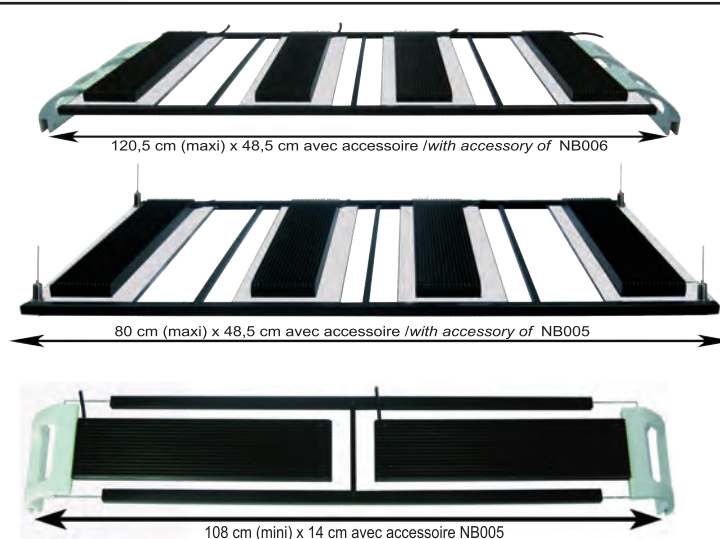 120,5 cm (maxi) x 48,5 cm avec accessoire /with accessory of NB006
80 cm (maxi) x 48,5 cm avec accessoire /with accessory of NB005
108 cm (mini) x 14 cm avec accessoire NB005